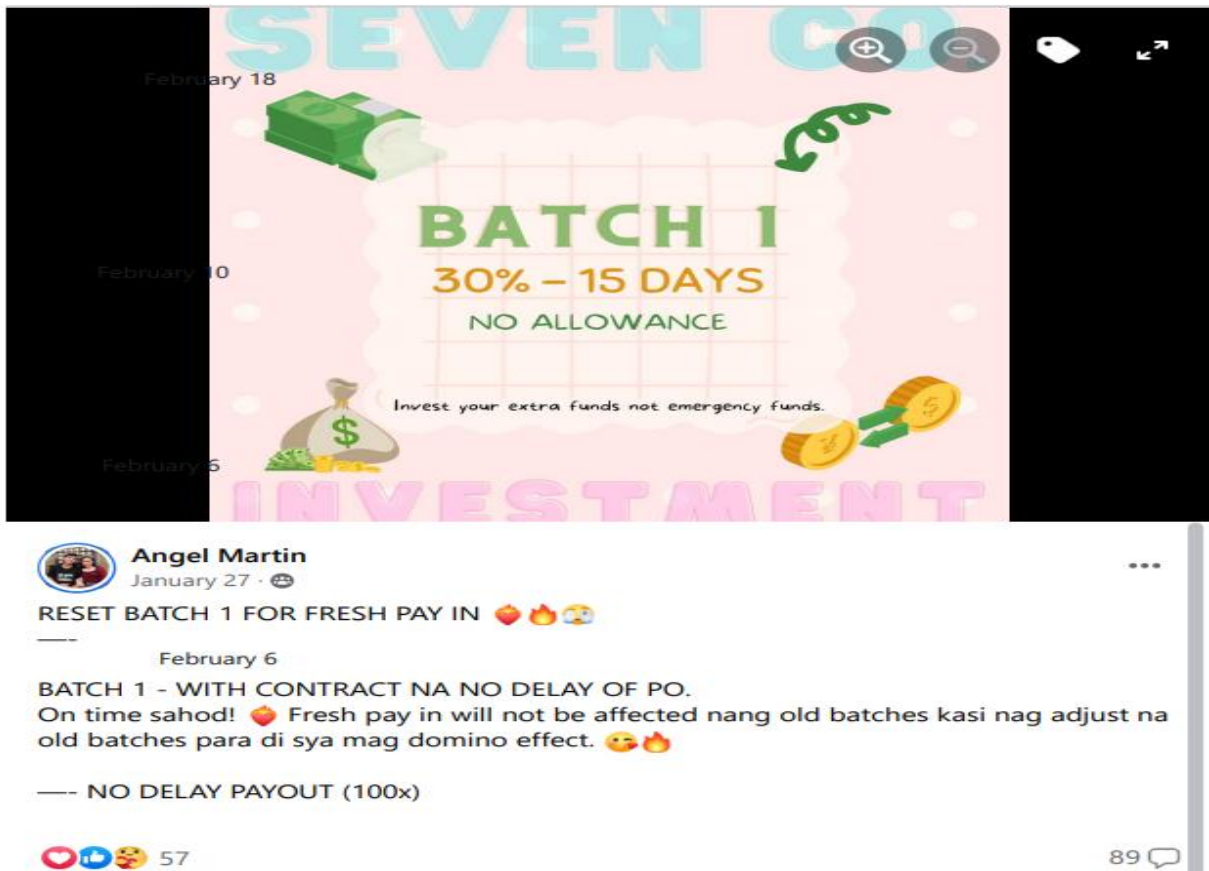 SEVEN CO
February 18
BATCH 1
February 10
30% – 15 DAYS
NO ALLOWANCE
Invest your extra funds not emergency funds.
February 6
INVESTMENT
Angel Martin
January 27 ·
RESET BATCH 1 FOR FRESH PAY IN ❤️‍🔥🔥🫣
—-
February 6
BATCH 1 - WITH CONTRACT NA NO DELAY OF PO.
On time sahod! ❤️‍🔥 Fresh pay in will not be affected nang old batches kasi nag adjust na
old batches para di sya mag domino effect. 😋🔥
—- NO DELAY PAYOUT (100x)
57
89